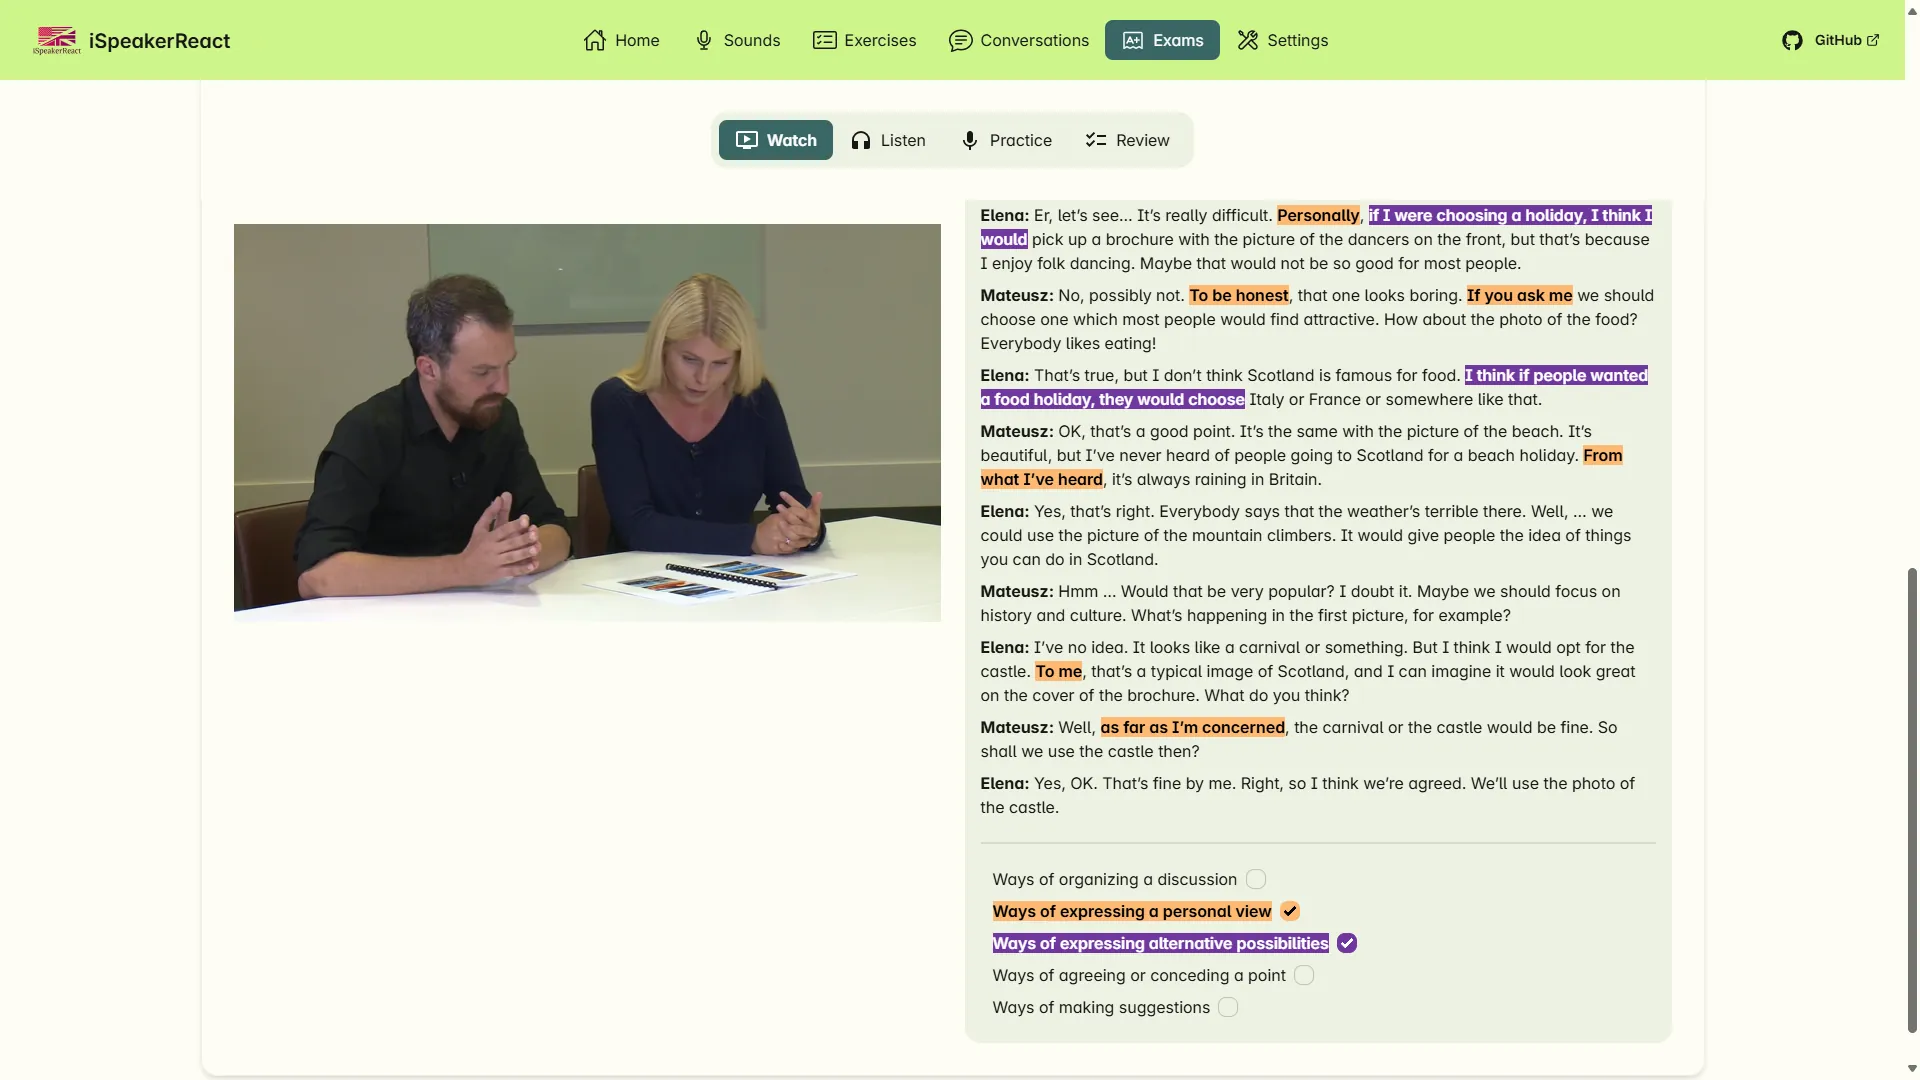 iSpeakerReact
iSpeakerReact
Home
Sounds
Exercises
Conversations
Exams
Settings
GitHub
Watch
Listen
Practice
Review
Elena: Er, let’s see… It’s really difficult. Personally, if I were choosing a holiday, I think I
would pick up a brochure with the picture of the dancers on the front, but that’s because
I enjoy folk dancing. Maybe that would not be so good for most people.
Mateusz: No, possibly not. To be honest, that one looks boring. If you ask me we should
choose one which most people would find attractive. How about the photo of the food?
Everybody likes eating!
Elena: That’s true, but I don’t think Scotland is famous for food. I think if people wanted
a food holiday, they would choose Italy or France or somewhere like that.
Mateusz: OK, that’s a good point. It’s the same with the picture of the beach. It’s
beautiful, but I’ve never heard of people going to Scotland for a beach holiday. From
what I’ve heard, it’s always raining in Britain.
Elena: Yes, that’s right. Everybody says that the weather’s terrible there. Well, … we
could use the picture of the mountain climbers. It would give people the idea of things
you can do in Scotland.
Mateusz: Hmm … Would that be very popular? I doubt it. Maybe we should focus on
history and culture. What’s happening in the first picture, for example?
Elena: I’ve no idea. It looks like a carnival or something. But I think I would opt for the
castle. To me, that’s a typical image of Scotland, and I can imagine it would look great
on the cover of the brochure. What do you think?
Mateusz: Well, as far as I’m concerned, the carnival or the castle would be fine. So
shall we use the castle then?
Elena: Yes, OK. That’s fine by me. Right, so I think we’re agreed. We’ll use the photo of
the castle.
Ways of organizing a discussion
Ways of expressing a personal view
Ways of expressing alternative possibilities
Ways of agreeing or conceding a point
Ways of making suggestions